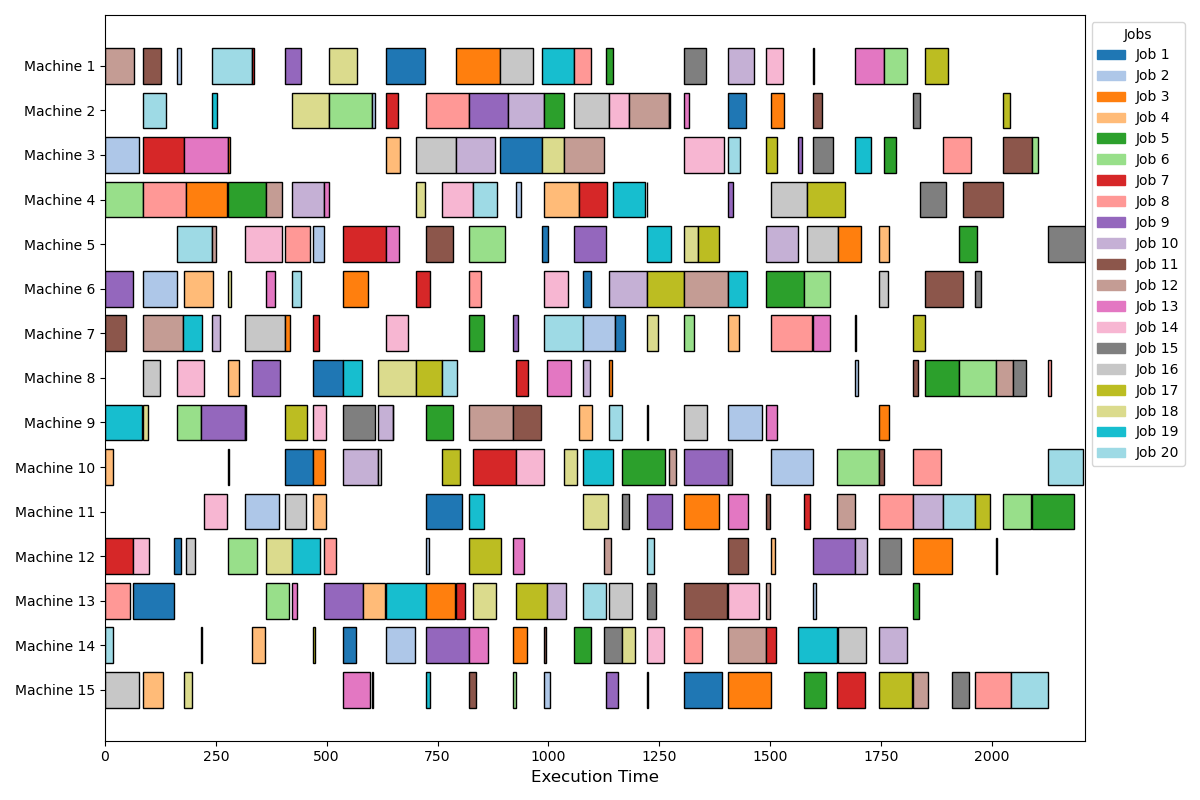 Machine 1
Machine 2
Machine 3
Machine 4
Machine 5
Machine 6
Machine 7
Machine 8
Machine 9
Machine 10
Machine 11
Machine 12
Machine 13
Machine 14
Machine 15
0 250 500 750 1000 1250 1500 1750 2000
Execution Time
Jobs
Job 1
Job 2
Job 3
Job 4
Job 5
Job 6
Job 7
Job 8
Job 9
Job 10
Job 11
Job 12
Job 13
Job 14
Job 15
Job 16
Job 17
Job 18
Job 19
Job 20